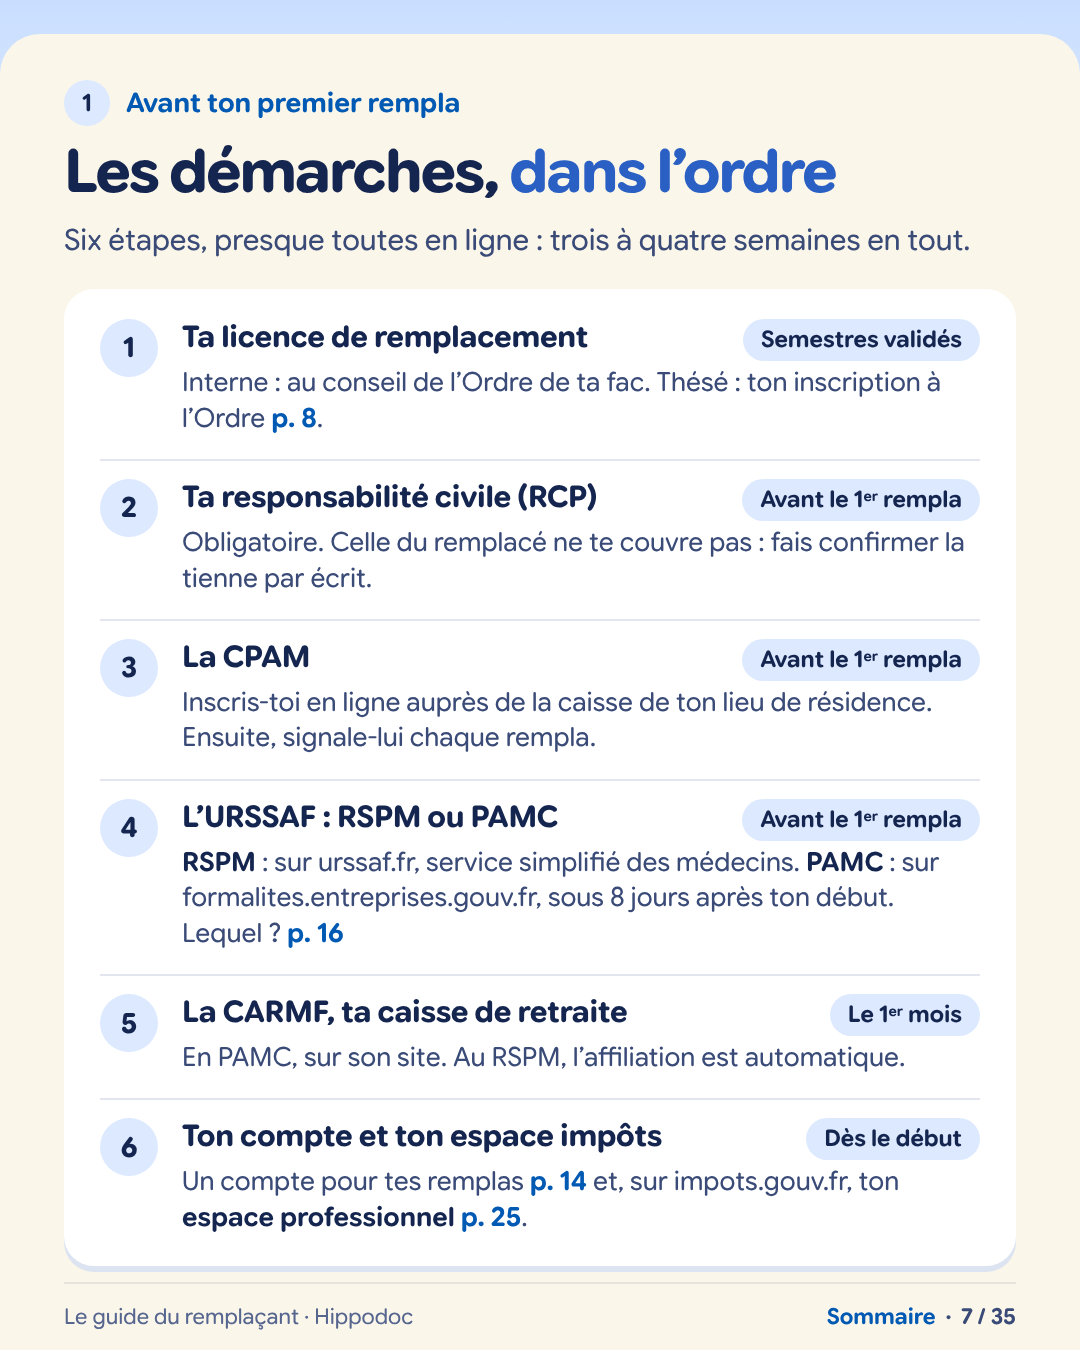 1 Avant ton premier rempla
Les démarches, dans l’ordre
Six étapes, presque toutes en ligne : trois à quatre semaines en tout.
1 Ta licence de remplacement Semestres validés
Interne : au conseil de l’Ordre de ta fac. Thésé : ton inscription à
l’Ordre p. 8.
2 Ta responsabilité civile (RCP) Avant le 1er rempla
Obligatoire. Celle du remplacé ne te couvre pas : fais confirmer la
tienne par écrit.
3 La CPAM Avant le 1er rempla
Inscris-toi en ligne auprès de la caisse de ton lieu de résidence.
Ensuite, signale-lui chaque rempla.
4 L’URSSAF : RSPM ou PAMC Avant le 1er rempla
RSPM : sur urssaf.fr, service simplifié des médecins. PAMC : sur
formalites.entreprises.gouv.fr, sous 8 jours après ton début.
Lequel ? p. 16
5 La CARMF, ta caisse de retraite Le 1er mois
En PAMC, sur son site. Au RSPM, l’affiliation est automatique.
6 Ton compte et ton espace impôts Dès le début
Un compte pour tes remplas p. 14 et, sur impots.gouv.fr, ton
espace professionnel p. 25.
Le guide du remplaçant · Hippodoc Sommaire · 7 / 35